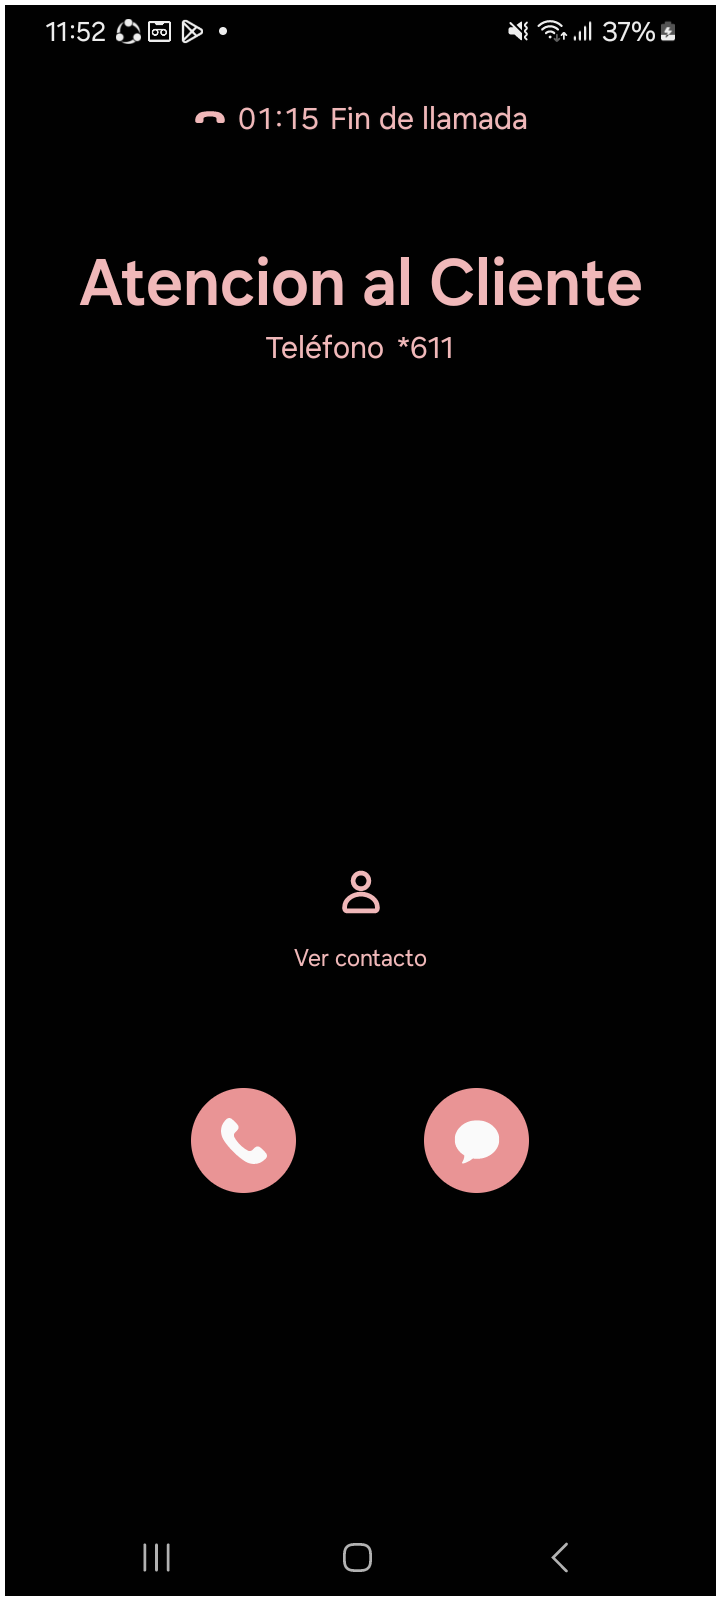 11:52 37%
01:15 Fin de llamada
Atencion al Cliente
Teléfono *611
Ver contacto